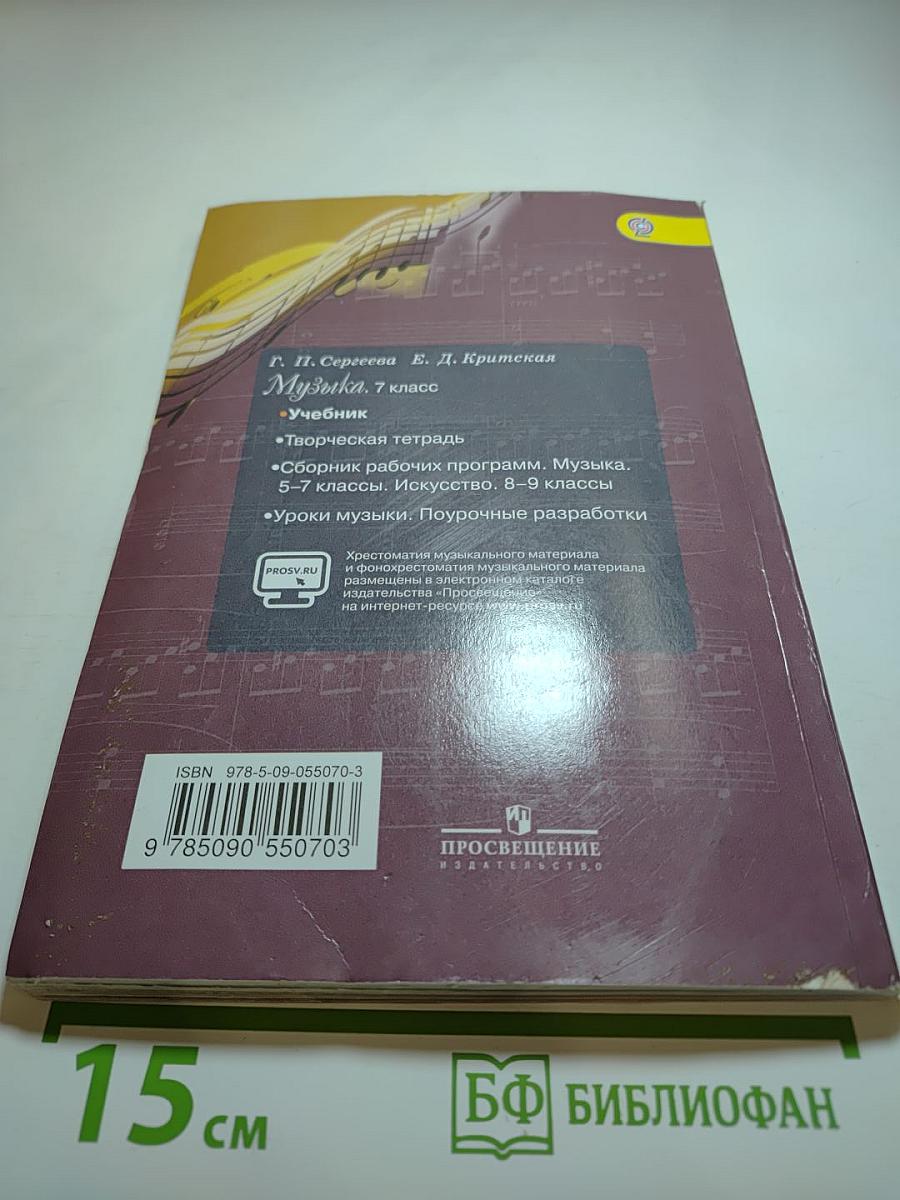 Г. П. Сергеева Е. Д. Критская
Музыка. 7 класс
•Учебник
•Творческая тетрадь
•Сборник рабочих программ. Музыка.
5–7 классы. Искусство. 8–9 классы
•Уроки музыки. Поурочные разработки
PROSV.RU
Хрестоматия музыкального материала
и фонохрестоматия музыкального материала
размещены в электронном каталоге
издательства «Просвещение»
на интернет-ресурсе www.prosv.ru
ISBN 978-5-09-055070-3
9 785090 550703
ИП
ПРОСВЕЩЕНИЕ
ИЗДАТЕЛЬСТВО
15 см
БФ БИБЛИОФАН